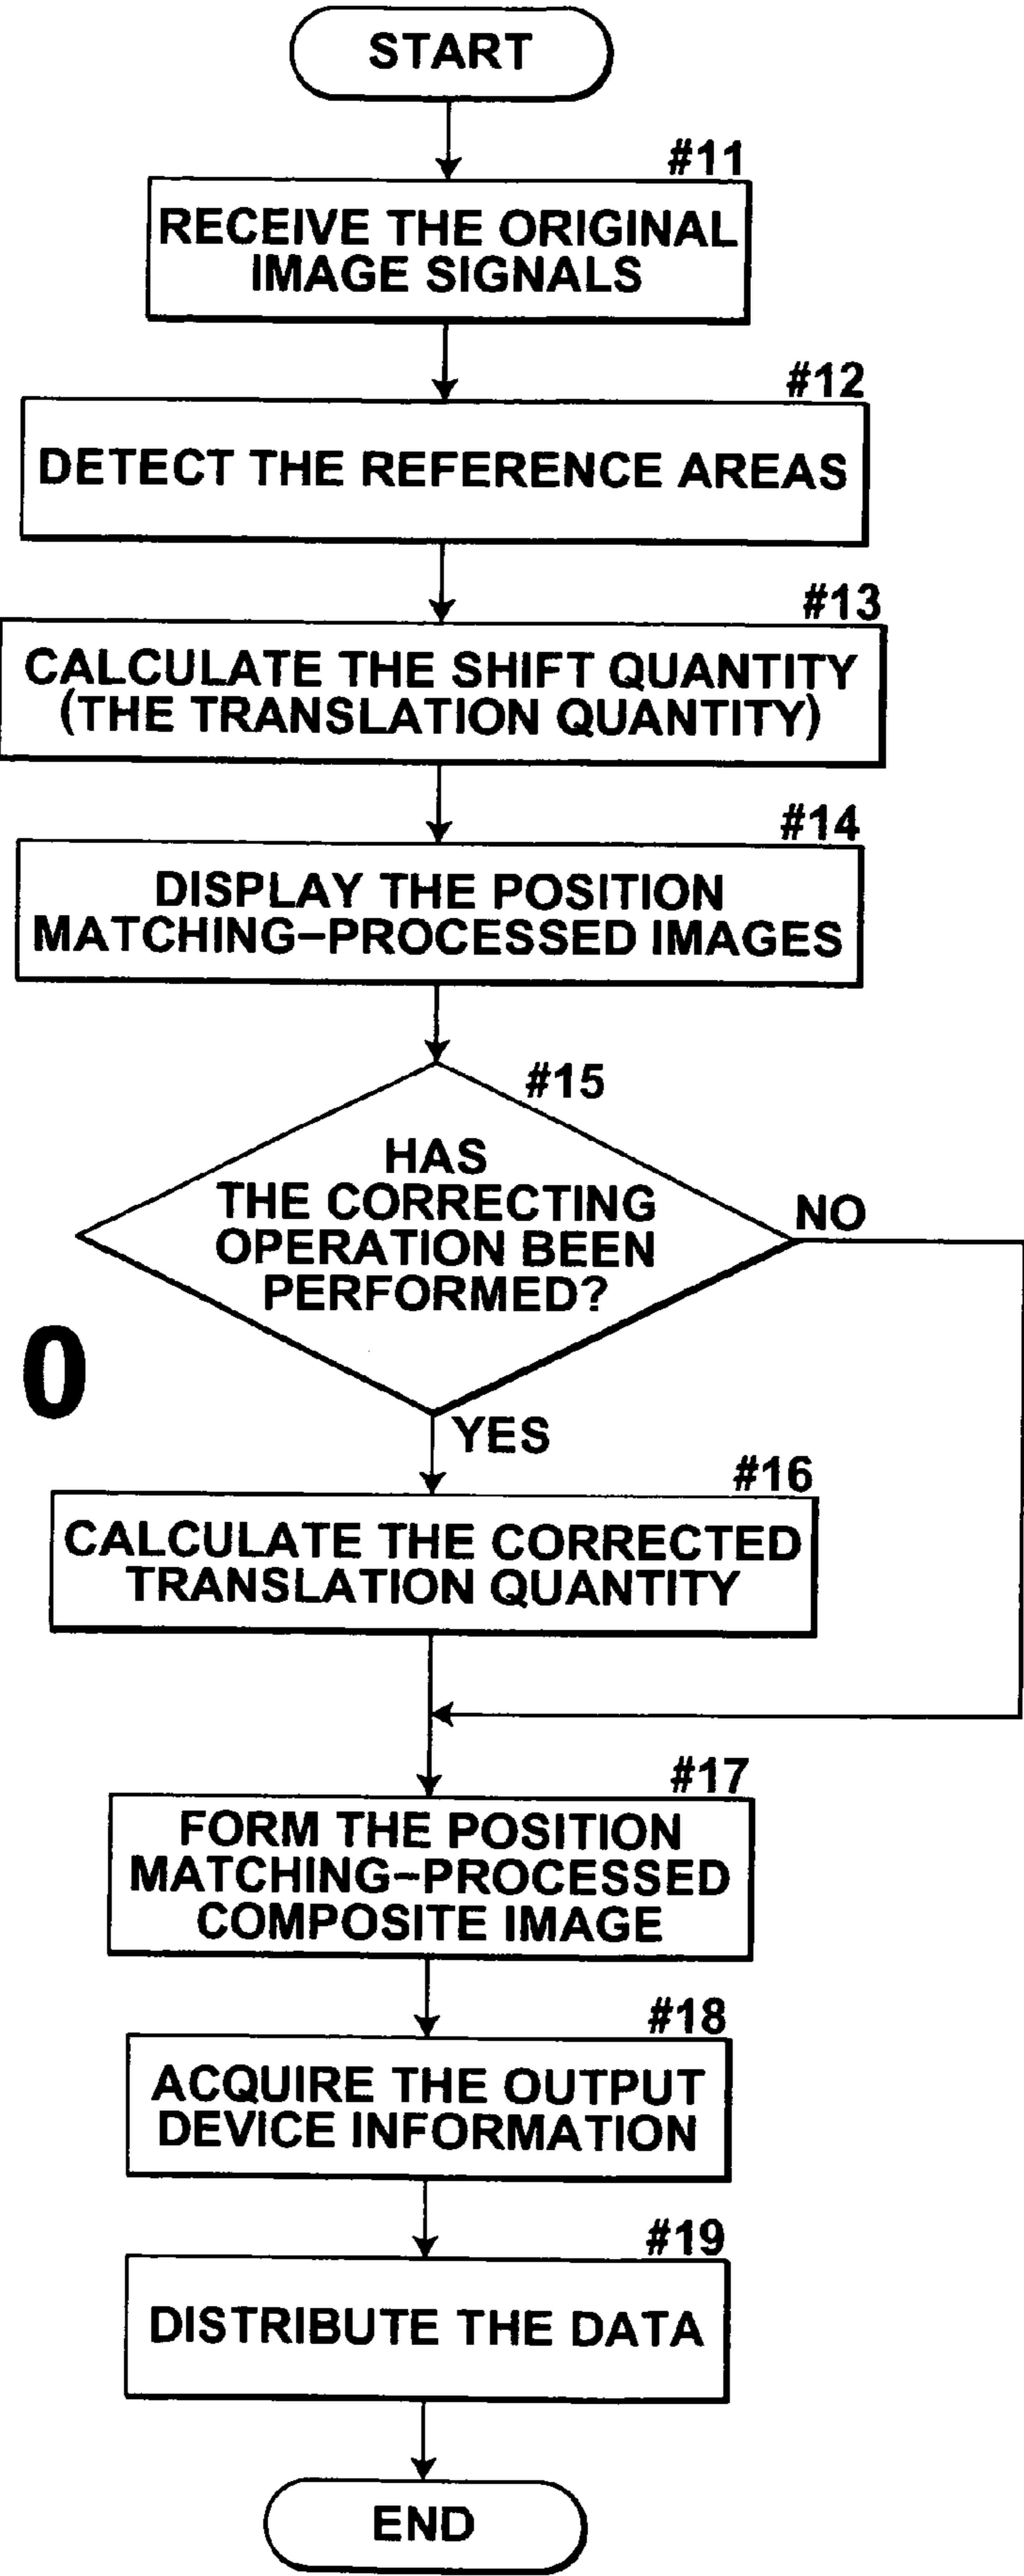 START
#11
RECEIVE THE ORIGINAL
IMAGE SIGNALS
#12
DETECT THE REFERENCE AREAS
#13
CALCULATE THE SHIFT QUANTITY
(THE TRANSLATION QUANTITY)
#14
DISPLAY THE POSITION
MATCHING-PROCESSED IMAGES
#15
HAS
THE CORRECTING
OPERATION BEEN
PERFORMED?
NO
0
YES
#16
CALCULATE THE CORRECTED
TRANSLATION QUANTITY
#17
FORM THE POSITION
MATCHING-PROCESSED
COMPOSITE IMAGE
#18
ACQUIRE THE OUTPUT
DEVICE INFORMATION
#19
DISTRIBUTE THE DATA
END